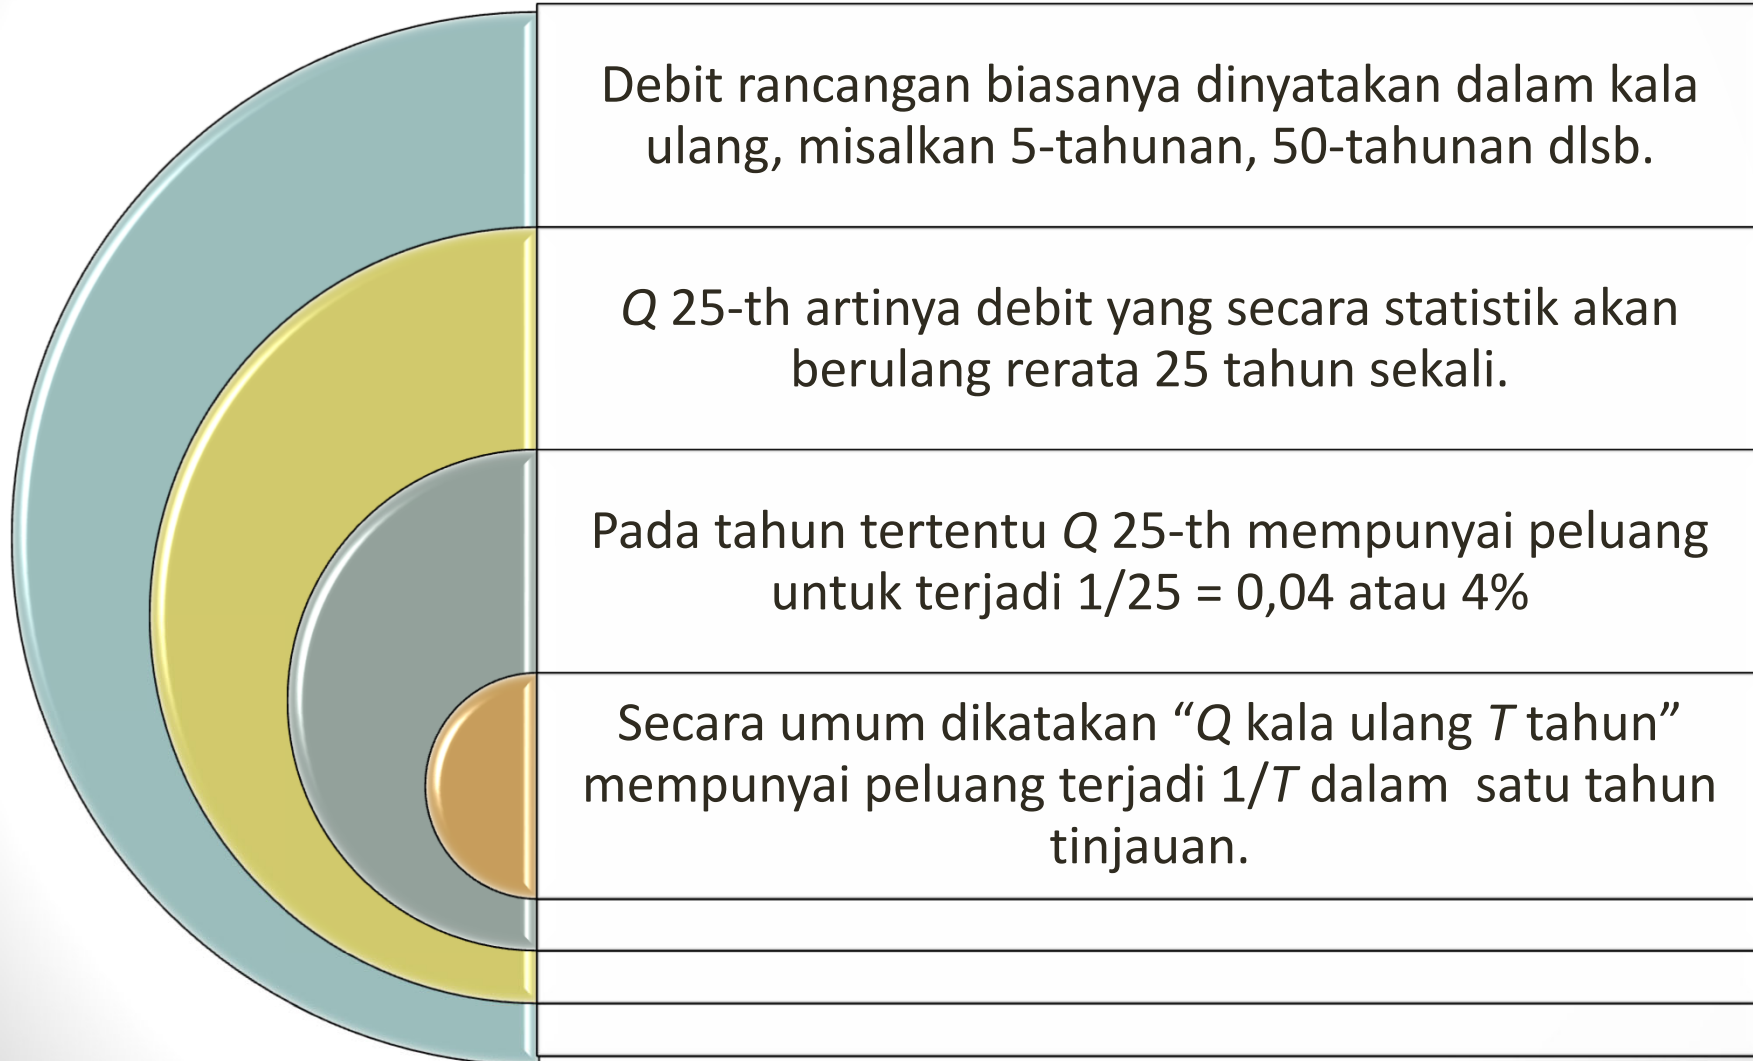 Debit rancangan biasanya dinyatakan dalam kala
ulang, misalkan 5-tahunan, 50-tahunan dlsb.
Q 25-th artinya debit yang secara statistik akan
berulang rerata 25 tahun sekali.
Pada tahun tertentu Q 25-th mempunyai peluang
untuk terjadi 1/25 = 0,04 atau 4%
Secara umum dikatakan “Q kala ulang T tahun”
mempunyai peluang terjadi 1/T dalam  satu tahun
tinjauan.